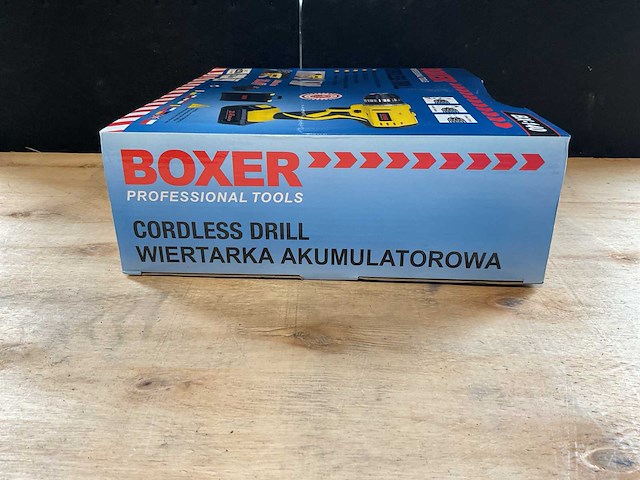 BOXER
PROFESSIONAL TOOLS
CORDLESS DRILL
WIERTARKA AKUMULATOROWA